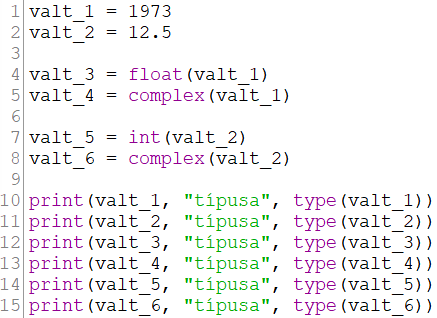 1 valt_1 = 1973
2 valt_2 = 12.5
3
4 valt_3 = float(valt_1)
5 valt_4 = complex(valt_1)
6
7 valt_5 = int(valt_2)
8 valt_6 = complex(valt_2)
9
10 print(valt_1, "típusa", type(valt_1))
11 print(valt_2, "típusa", type(valt_2))
12 print(valt_3, "típusa", type(valt_3))
13 print(valt_4, "típusa", type(valt_4))
14 print(valt_5, "típusa", type(valt_5))
15 print(valt_6, "típusa", type(valt_6))